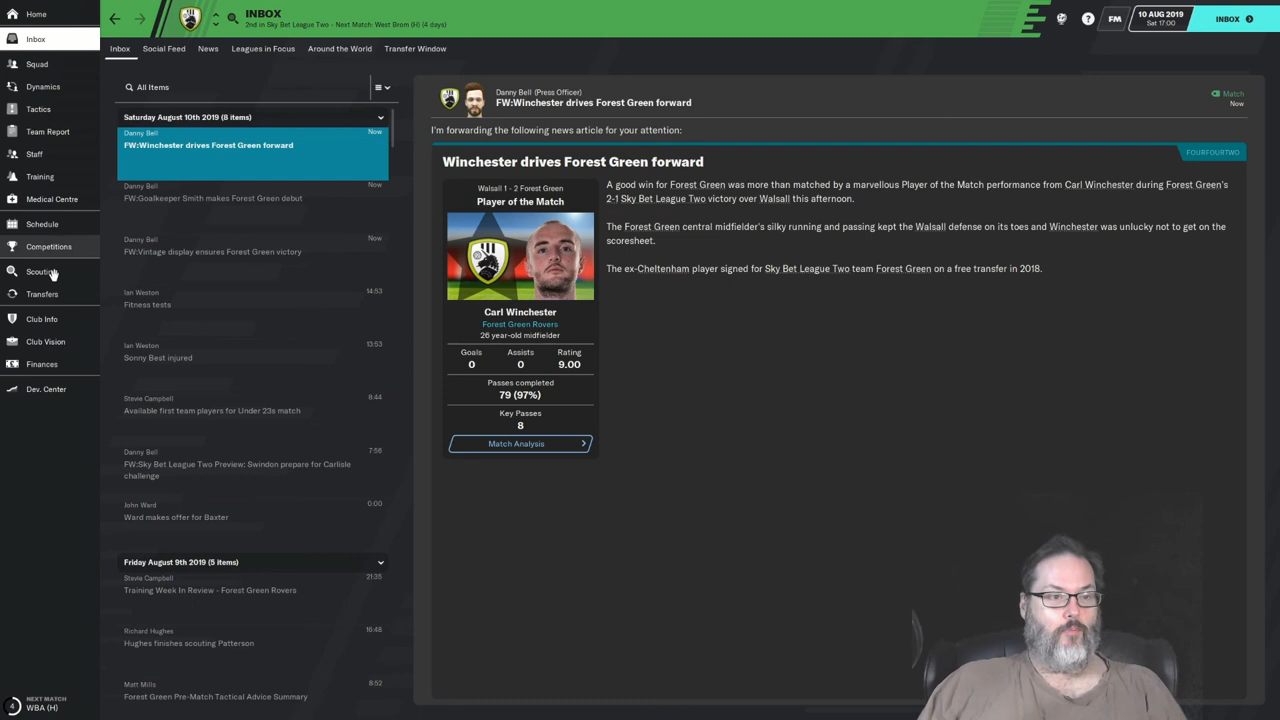 Home
Inbox
Squad
Dynamics
Tactics
Team Report
Staff
Training
Medical Centre
Schedule
Competitions
Scouting
Transfers
Club Info
Club Vision
Finances
Dev. Center
4
NEXT MATCH
WBA (H)
INBOX
2nd in Sky Bet League Two - Next Match: West Brom (H) (4 days)
?
FM
10 AUG 2019
Sat 17:00
INBOX
Inbox
Social Feed
News
Leagues in Focus
Around the World
Transfer Window
All Items
Saturday August 10th 2019 (8 items)
Danny Bell Now
FW:Winchester drives Forest Green forward
Danny Bell Now
FW:Goalkeeper Smith makes Forest Green debut
Danny Bell Now
FW:Vintage display ensures Forest Green victory
Ian Weston 14:53
Fitness tests
Ian Weston 13:53
Sonny Best injured
Stevie Campbell 8:44
Available first team players for Under 23s match
Danny Bell 7:56
FW:Sky Bet League Two Preview: Swindon prepare for Carlisle
challenge
John Ward 0:00
Ward makes offer for Baxter
Friday August 9th 2019 (5 items)
Stevie Campbell 21:35
Training Week In Review - Forest Green Rovers
Richard Hughes 16:48
Hughes finishes scouting Patterson
Matt Mills 8:52
Forest Green Pre-Match Tactical Advice Summary
Danny Bell (Press Officer)
FW:Winchester drives Forest Green forward
Match
Now
I'm forwarding the following news article for your attention:
Winchester drives Forest Green forward
FOURFOURTWO
Walsall 1 - 2 Forest Green
Player of the Match
Carl Winchester
Forest Green Rovers
26 year-old midfielder
Goals Assists Rating
0 0 9.00
Passes completed
79 (97%)
Key Passes
8
Match Analysis
A good win for Forest Green was more than matched by a marvellous Player of the Match performance from Carl Winchester during Forest Green's
2-1 Sky Bet League Two victory over Walsall this afternoon.
The Forest Green central midfielder's silky running and passing kept the Walsall defense on its toes and Winchester was unlucky not to get on the
scoresheet.
The ex-Cheltenham player signed for Sky Bet League Two team Forest Green on a free transfer in 2018.